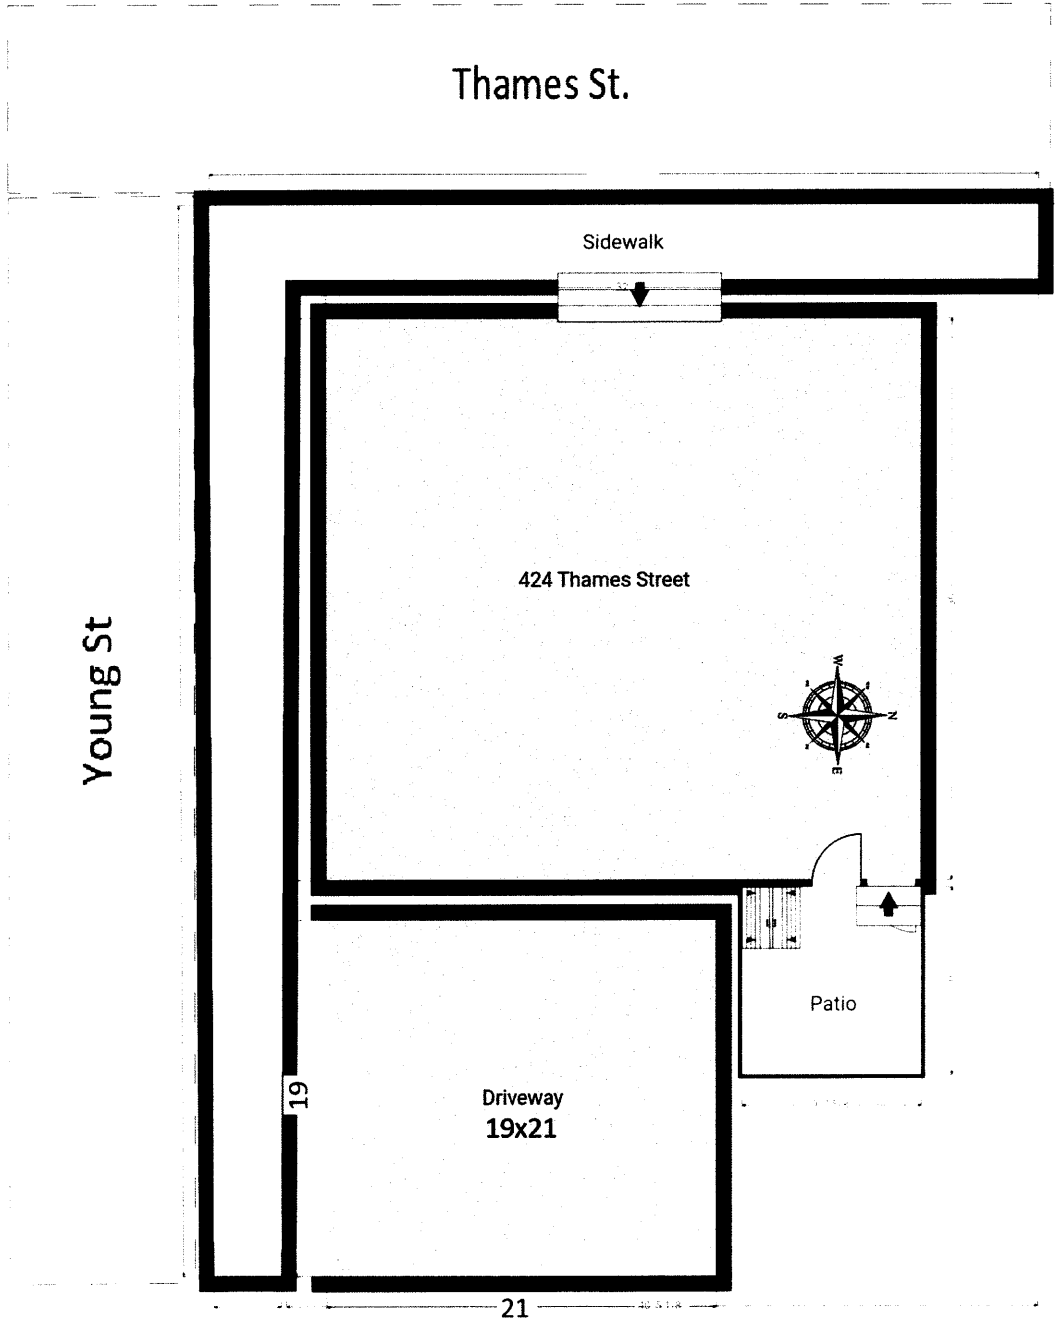 Thames St.
Sidewalk
424 Thames Street
Young St
W
S
N
E
Patio
Driveway
19x21
19
21